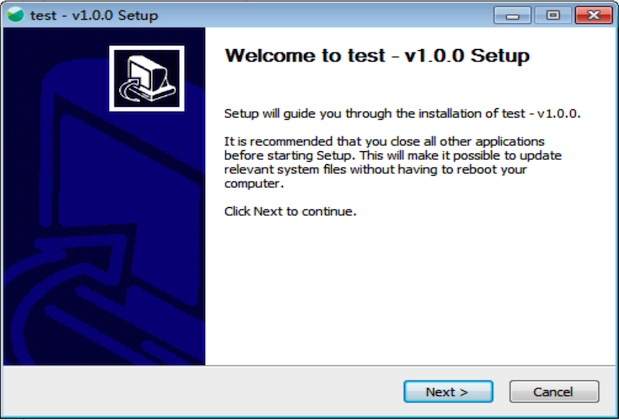 test - v1.0.0 Setup
Welcome to test - v1.0.0 Setup
Setup will guide you through the installation of test - v1.0.0.
It is recommended that you close all other applications
before starting Setup. This will make it possible to update
relevant system files without having to reboot your
computer.
Click Next to continue.
Next >
Cancel